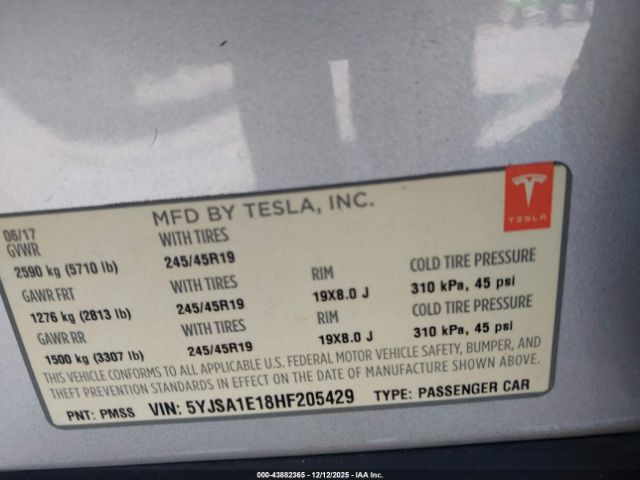 MFD BY TESLA, INC.
TESLA
06/17
GVWR WITH TIRES
2590 kg (5710 lb) 245/45R19
GAWR FRT WITH TIRES RIM COLD TIRE PRESSURE
1276 kg (2813 lb) 245/45R19 19X8.0 J 310 kPa, 45 psi
GAWR RR WITH TIRES RIM COLD TIRE PRESSURE
1500 kg (3307 lb) 245/45R19 19X8.0 J 310 kPa, 45 psi
THIS VEHICLE CONFORMS TO ALL APPLICABLE U.S. FEDERAL MOTOR VEHICLE SAFETY, BUMPER, AND
THEFT PREVENTION STANDARDS IN EFFECT ON THE DATE OF MANUFACTURE SHOWN ABOVE.
PNT: PMSS VIN: 5YJSA1E18HF205429 TYPE: PASSENGER CAR
000-43882365 - 12/12/2025 - IAA Inc.